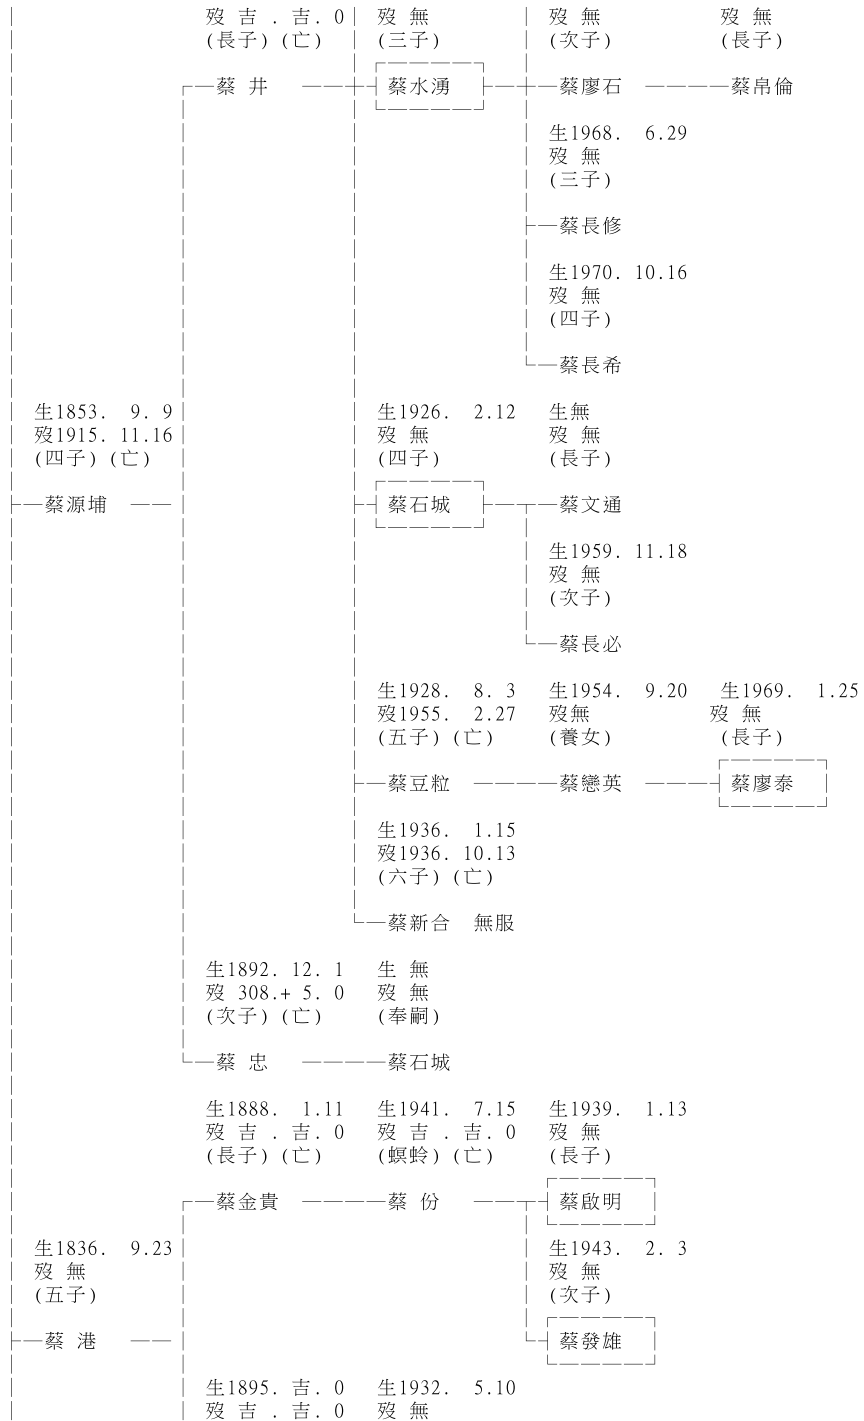 歿 吉 . 吉. 0 歿 無 歿 無 歿 無
(長子) (亡) (三子) (次子) (長子)
蔡 井 蔡水湧 蔡廖石 蔡帛倫
生1968. 6.29
歿 無
(三子)
蔡長修
生1970. 10.16
歿 無
(四子)
蔡長希
生1853. 9. 9 生1926. 2.12 生無
歿1915. 11.16 歿 無 歿 無
(四子) (亡) (四子) (長子)
蔡源埔 蔡石城 蔡文通
生1959. 11.18
歿 無
(次子)
蔡長必
生1928. 8. 3 生1954. 9.20 生1969. 1.25
歿1955. 2.27 歿無 歿 無
(五子) (亡) (養女) (長子)
蔡豆粒 蔡戀英 蔡廖泰
生1936. 1.15
歿1936. 10.13
(六子) (亡)
蔡新合 無服
生1892. 12. 1 生 無
歿 308.+ 5. 0 歿 無
(次子) (亡) (奉嗣)
蔡 忠 蔡石城
生1888. 1.11 生1941. 7.15 生1939. 1.13
歿 吉 . 吉. 0 歿 吉 . 吉. 0 歿 無
(長子) (亡) (螟蛉) (亡) (長子)
蔡金貴 蔡 份 蔡啟明
生1836. 9.23 生1943. 2. 3
歿 無 歿 無
(五子) (次子)
蔡 港 蔡發雄
生1895. 吉. 0 生1932. 5.10
歿 吉 . 吉. 0 歿 無